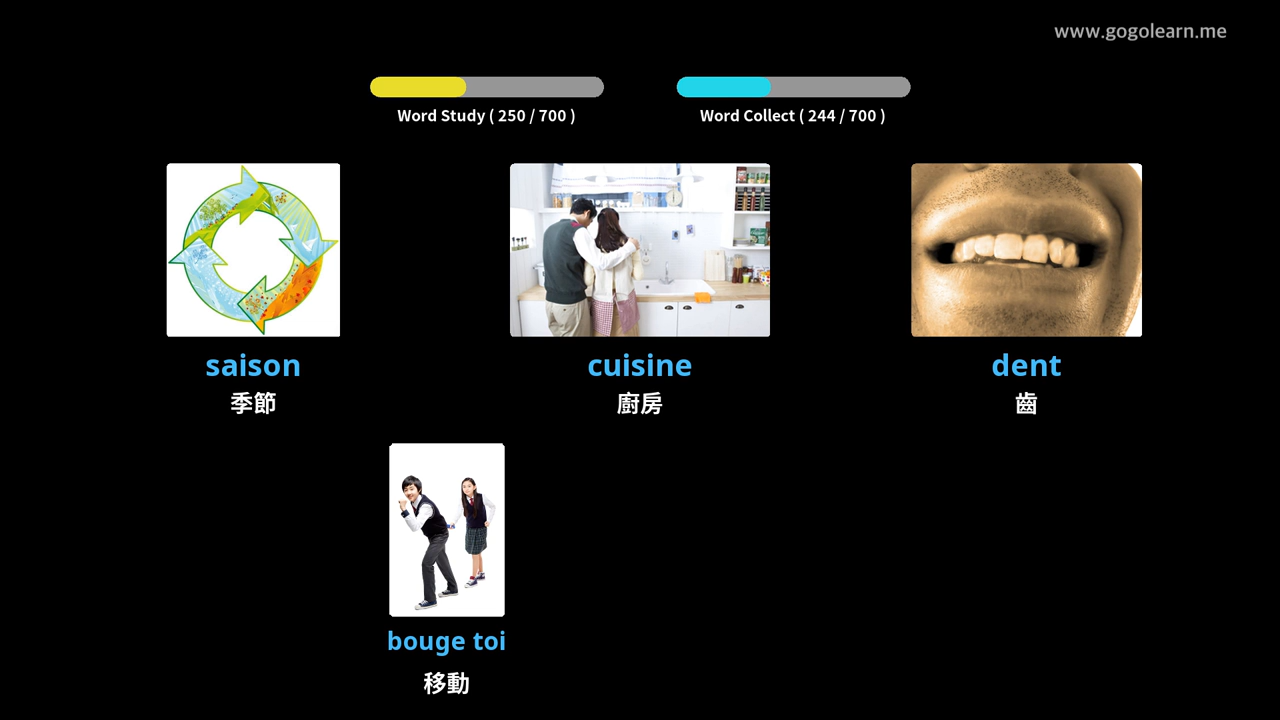 www.gogolearn.me
Word Study ( 250 / 700 )
Word Collect ( 244 / 700 )
saison
季節
cuisine
廚房
dent
齒
bouge toi
移動